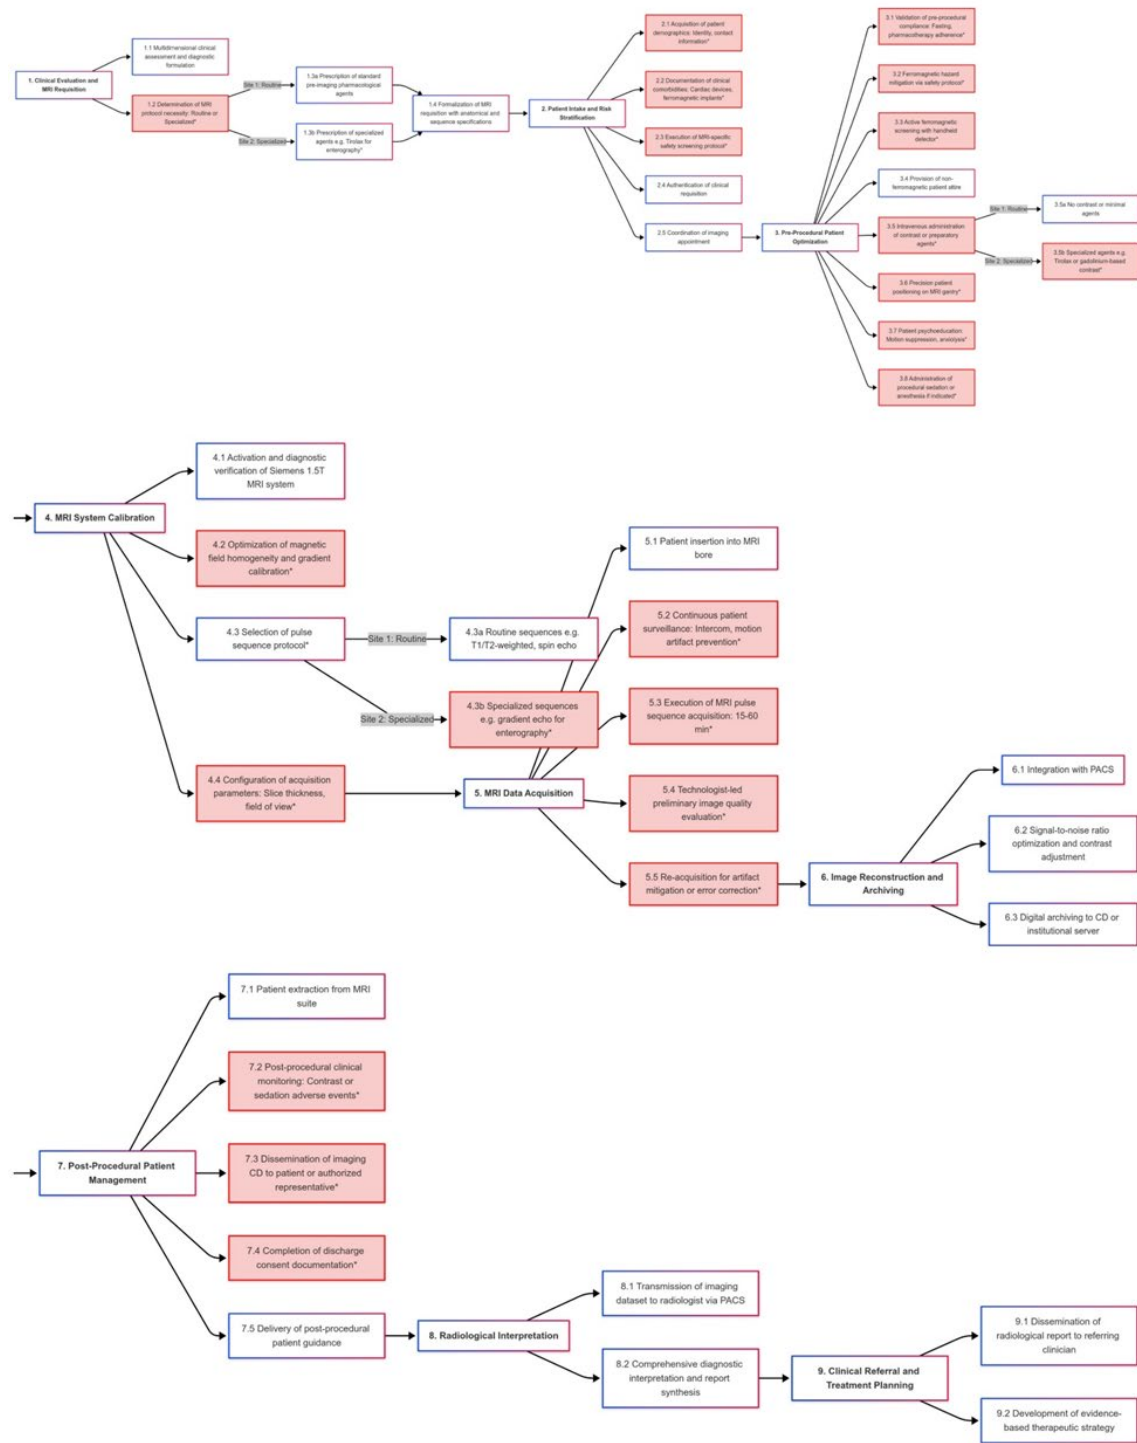 1. Clinical Evaluation and
MRI Requisition
1.1 Multidimensional clinical
assessment and diagnostic
formulation
1.2 Determination of MRI
protocol necessity: Routine or
Specialized*
Site 1: Routine
Site 2: Specialized
1.3a Prescription of standard
pre-imaging pharmacological
agents
1.3b Prescription of specialized
agents e.g. Tirolax for
enterography*
1.4 Formalization of MRI
requisition with anatomical and
sequence specifications
2. Patient Intake and Risk
Stratification
2.1 Acquisition of patient
demographics: Identity, contact
information*
2.2 Documentation of clinical
comorbidities: Cardiac devices,
ferromagnetic implants*
2.3 Execution of MRI-specific
safety screening protocol*
2.4 Authentication of clinical
requisition
2.5 Coordination of imaging
appointment
3. Pre-Procedural Patient
Optimization
3.1 Validation of pre-procedural
compliance: Fasting,
pharmacotherapy adherence*
3.2 Ferromagnetic hazard
mitigation via safety protocol*
3.3 Active ferromagnetic
screening with handheld
detector*
3.4 Provision of non-
ferromagnetic patient attire
3.5 Intravenous administration
of contrast or preparatory
agents*
Site 1: Routine
Site 2: Specialized
3.5a No contrast or minimal
agents
3.5b Specialized agents e.g.
Tirolax or gadolinium-based
contrast*
3.6 Precision patient
positioning on MRI gantry*
3.7 Patient psychoeducation:
Motion suppression, anxiolysis*
3.8 Administration of
procedural sedation or
anesthesia if indicated*
4. MRI System Calibration
4.1 Activation and diagnostic
verification of Siemens 1.5T
MRI system
4.2 Optimization of magnetic
field homogeneity and gradient
calibration*
4.3 Selection of pulse
sequence protocol*
Site 1: Routine
Site 2: Specialized
4.3a Routine sequences e.g.
T1/T2-weighted, spin echo
4.3b Specialized sequences
e.g. gradient echo for
enterography*
4.4 Configuration of acquisition
parameters: Slice thickness,
field of view*
5. MRI Data Acquisition
5.1 Patient insertion into MRI
bore
5.2 Continuous patient
surveillance: Intercom, motion
artifact prevention*
5.3 Execution of MRI pulse
sequence acquisition: 15-60
min*
5.4 Technologist-led
preliminary image quality
evaluation*
5.5 Re-acquisition for artifact
mitigation or error correction*
6. Image Reconstruction and
Archiving
6.1 Integration with PACS
6.2 Signal-to-noise ratio
optimization and contrast
adjustment
6.3 Digital archiving to CD or
institutional server
7. Post-Procedural Patient
Management
7.1 Patient extraction from MRI
suite
7.2 Post-procedural clinical
monitoring: Contrast or
sedation adverse events*
7.3 Dissemination of imaging
CD to patient or authorized
representative*
7.4 Completion of discharge
consent documentation*
7.5 Delivery of post-procedural
patient guidance
8. Radiological Interpretation
8.1 Transmission of imaging
dataset to radiologist via PACS
8.2 Comprehensive diagnostic
interpretation and report
synthesis
9. Clinical Referral and
Treatment Planning
9.1 Dissemination of
radiological report to referring
clinician
9.2 Development of evidence-
based therapeutic strategy